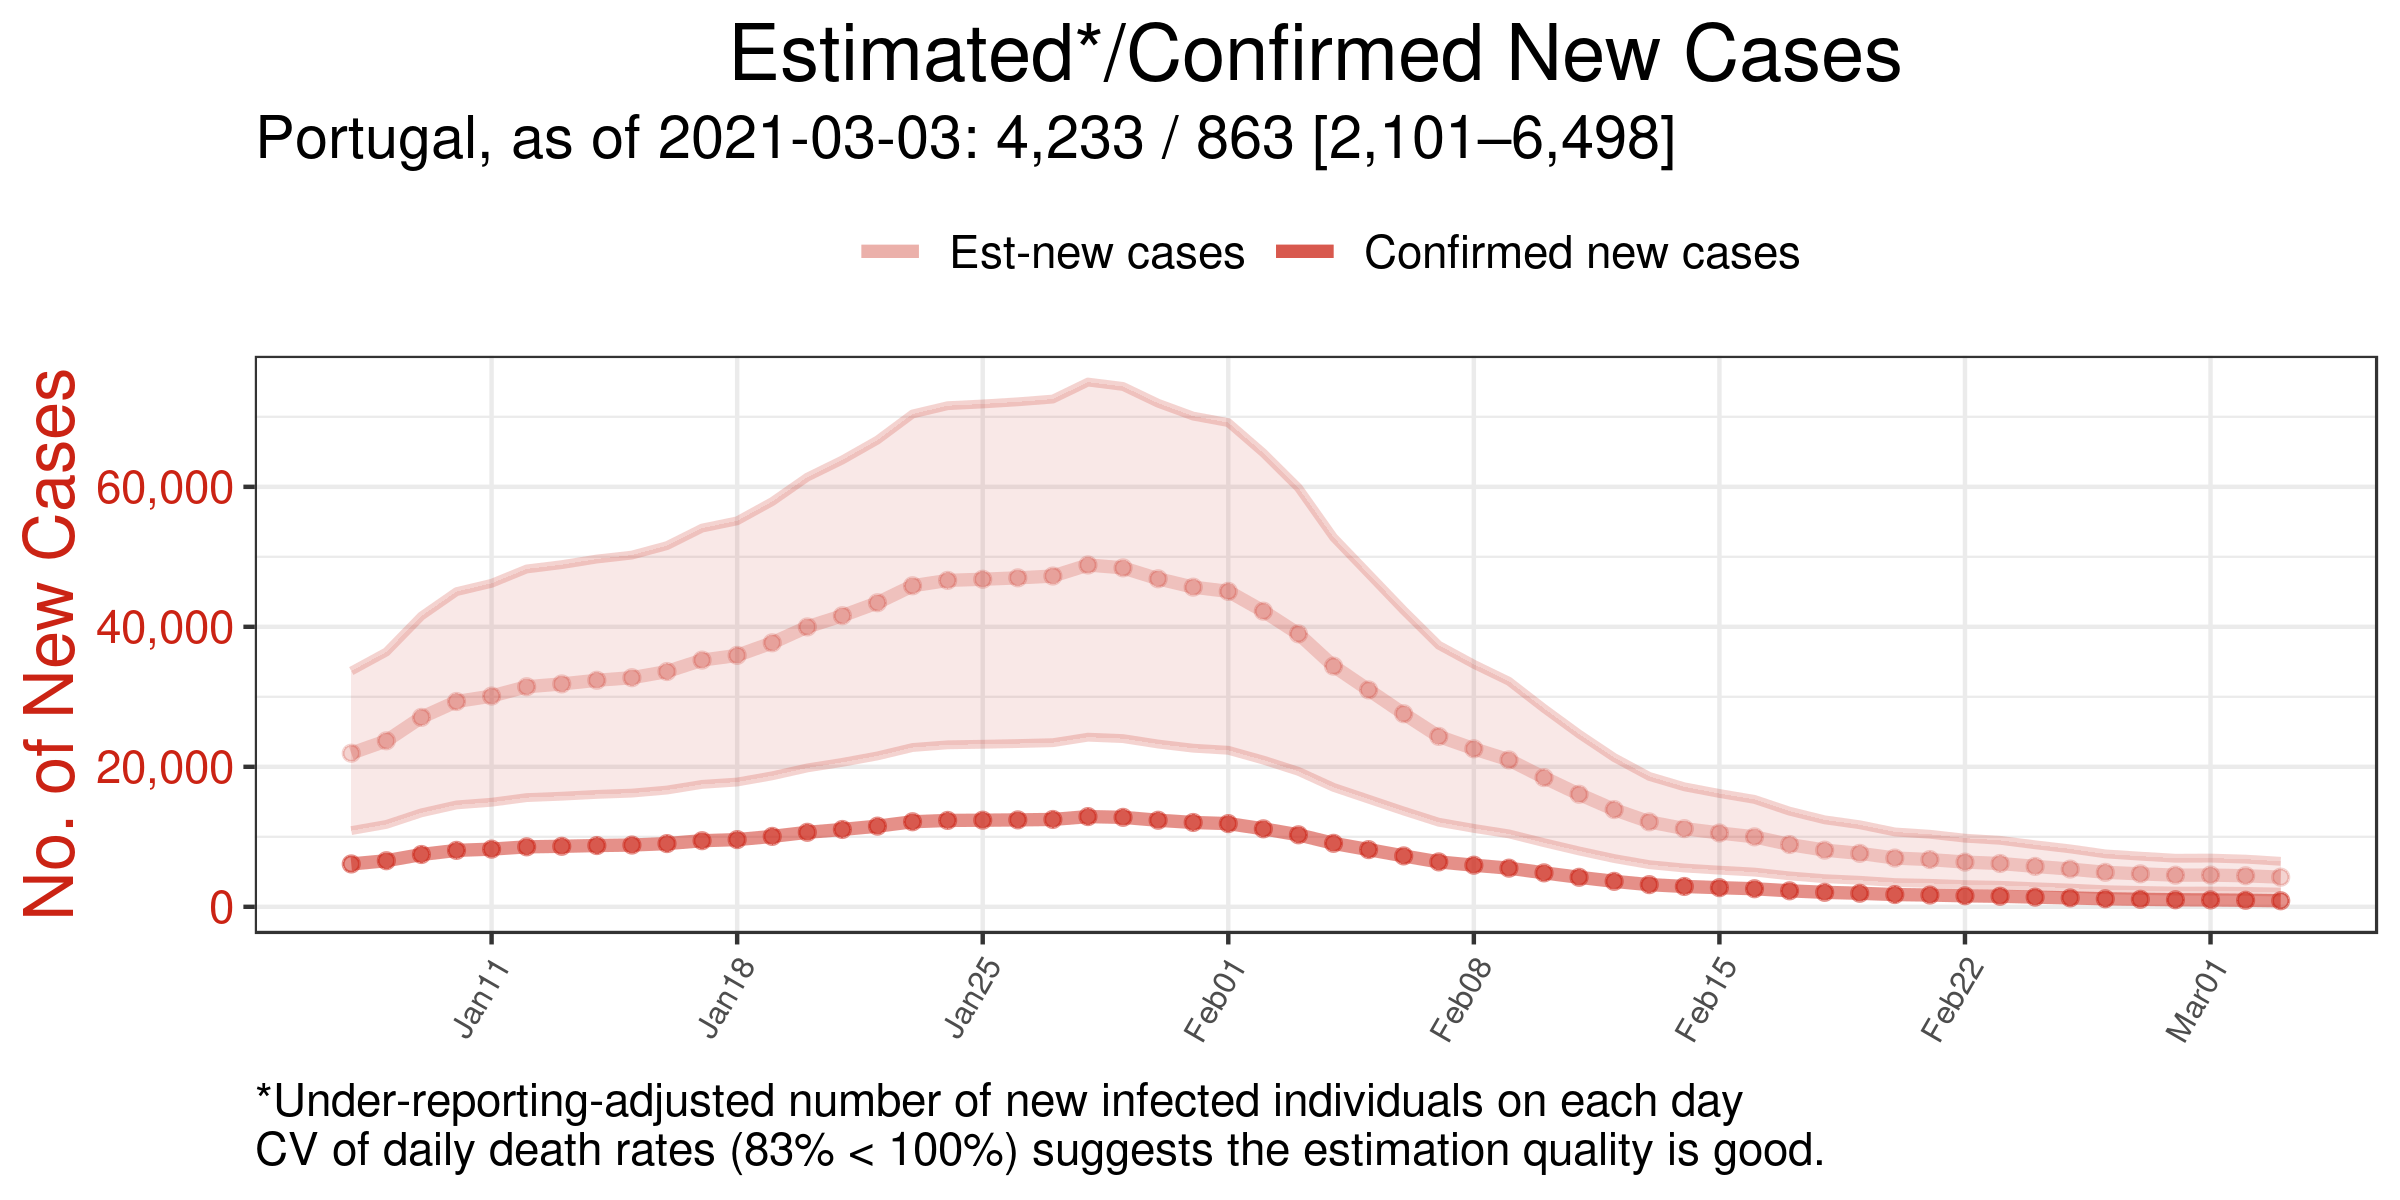 Estimated*/Confirmed New Cases
Portugal, as of 2021-03-03: 4,233 / 863 [2,101–6,498]
Est-new cases
Confirmed new cases
No. of New Cases
60,000
40,000
20,000
0
Jan11
Jan18
Jan25
Feb01
Feb08
Feb15
Feb22
Mar01
*Under-reporting-adjusted number of new infected individuals on each day
CV of daily death rates (83% < 100%) suggests the estimation quality is good.